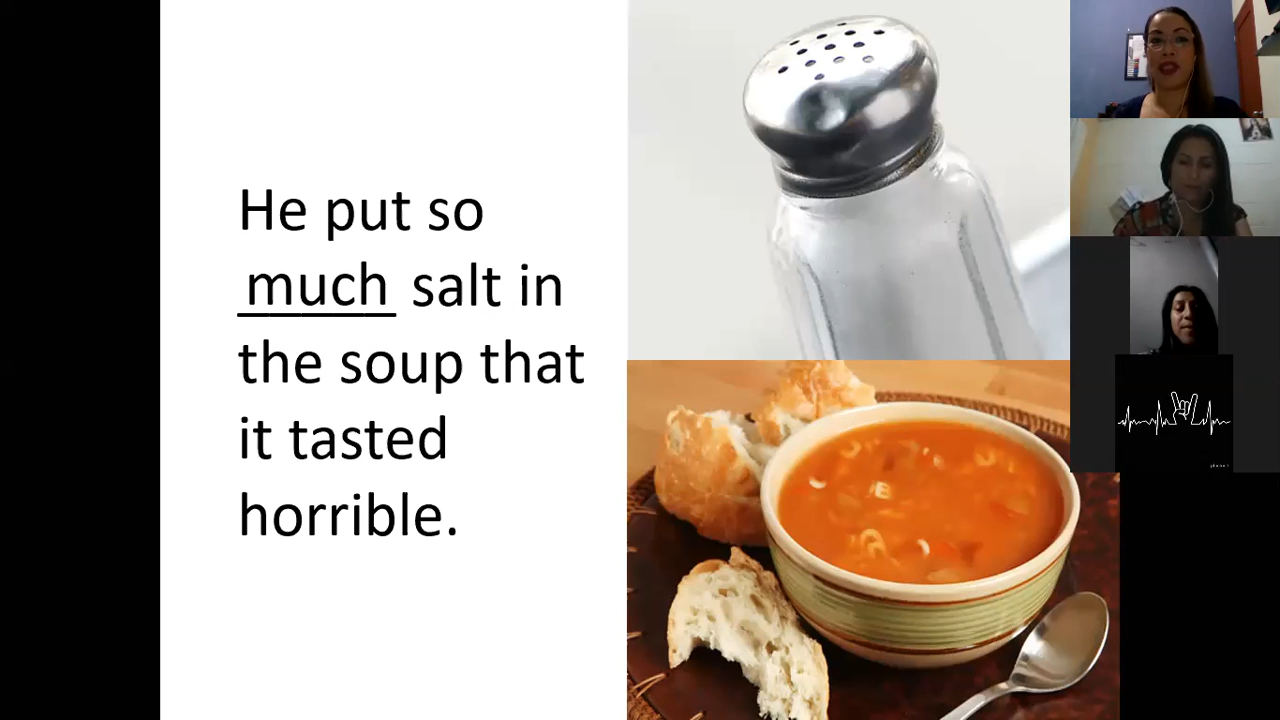 He put so
much salt in
the soup that
it tasted
horrible.